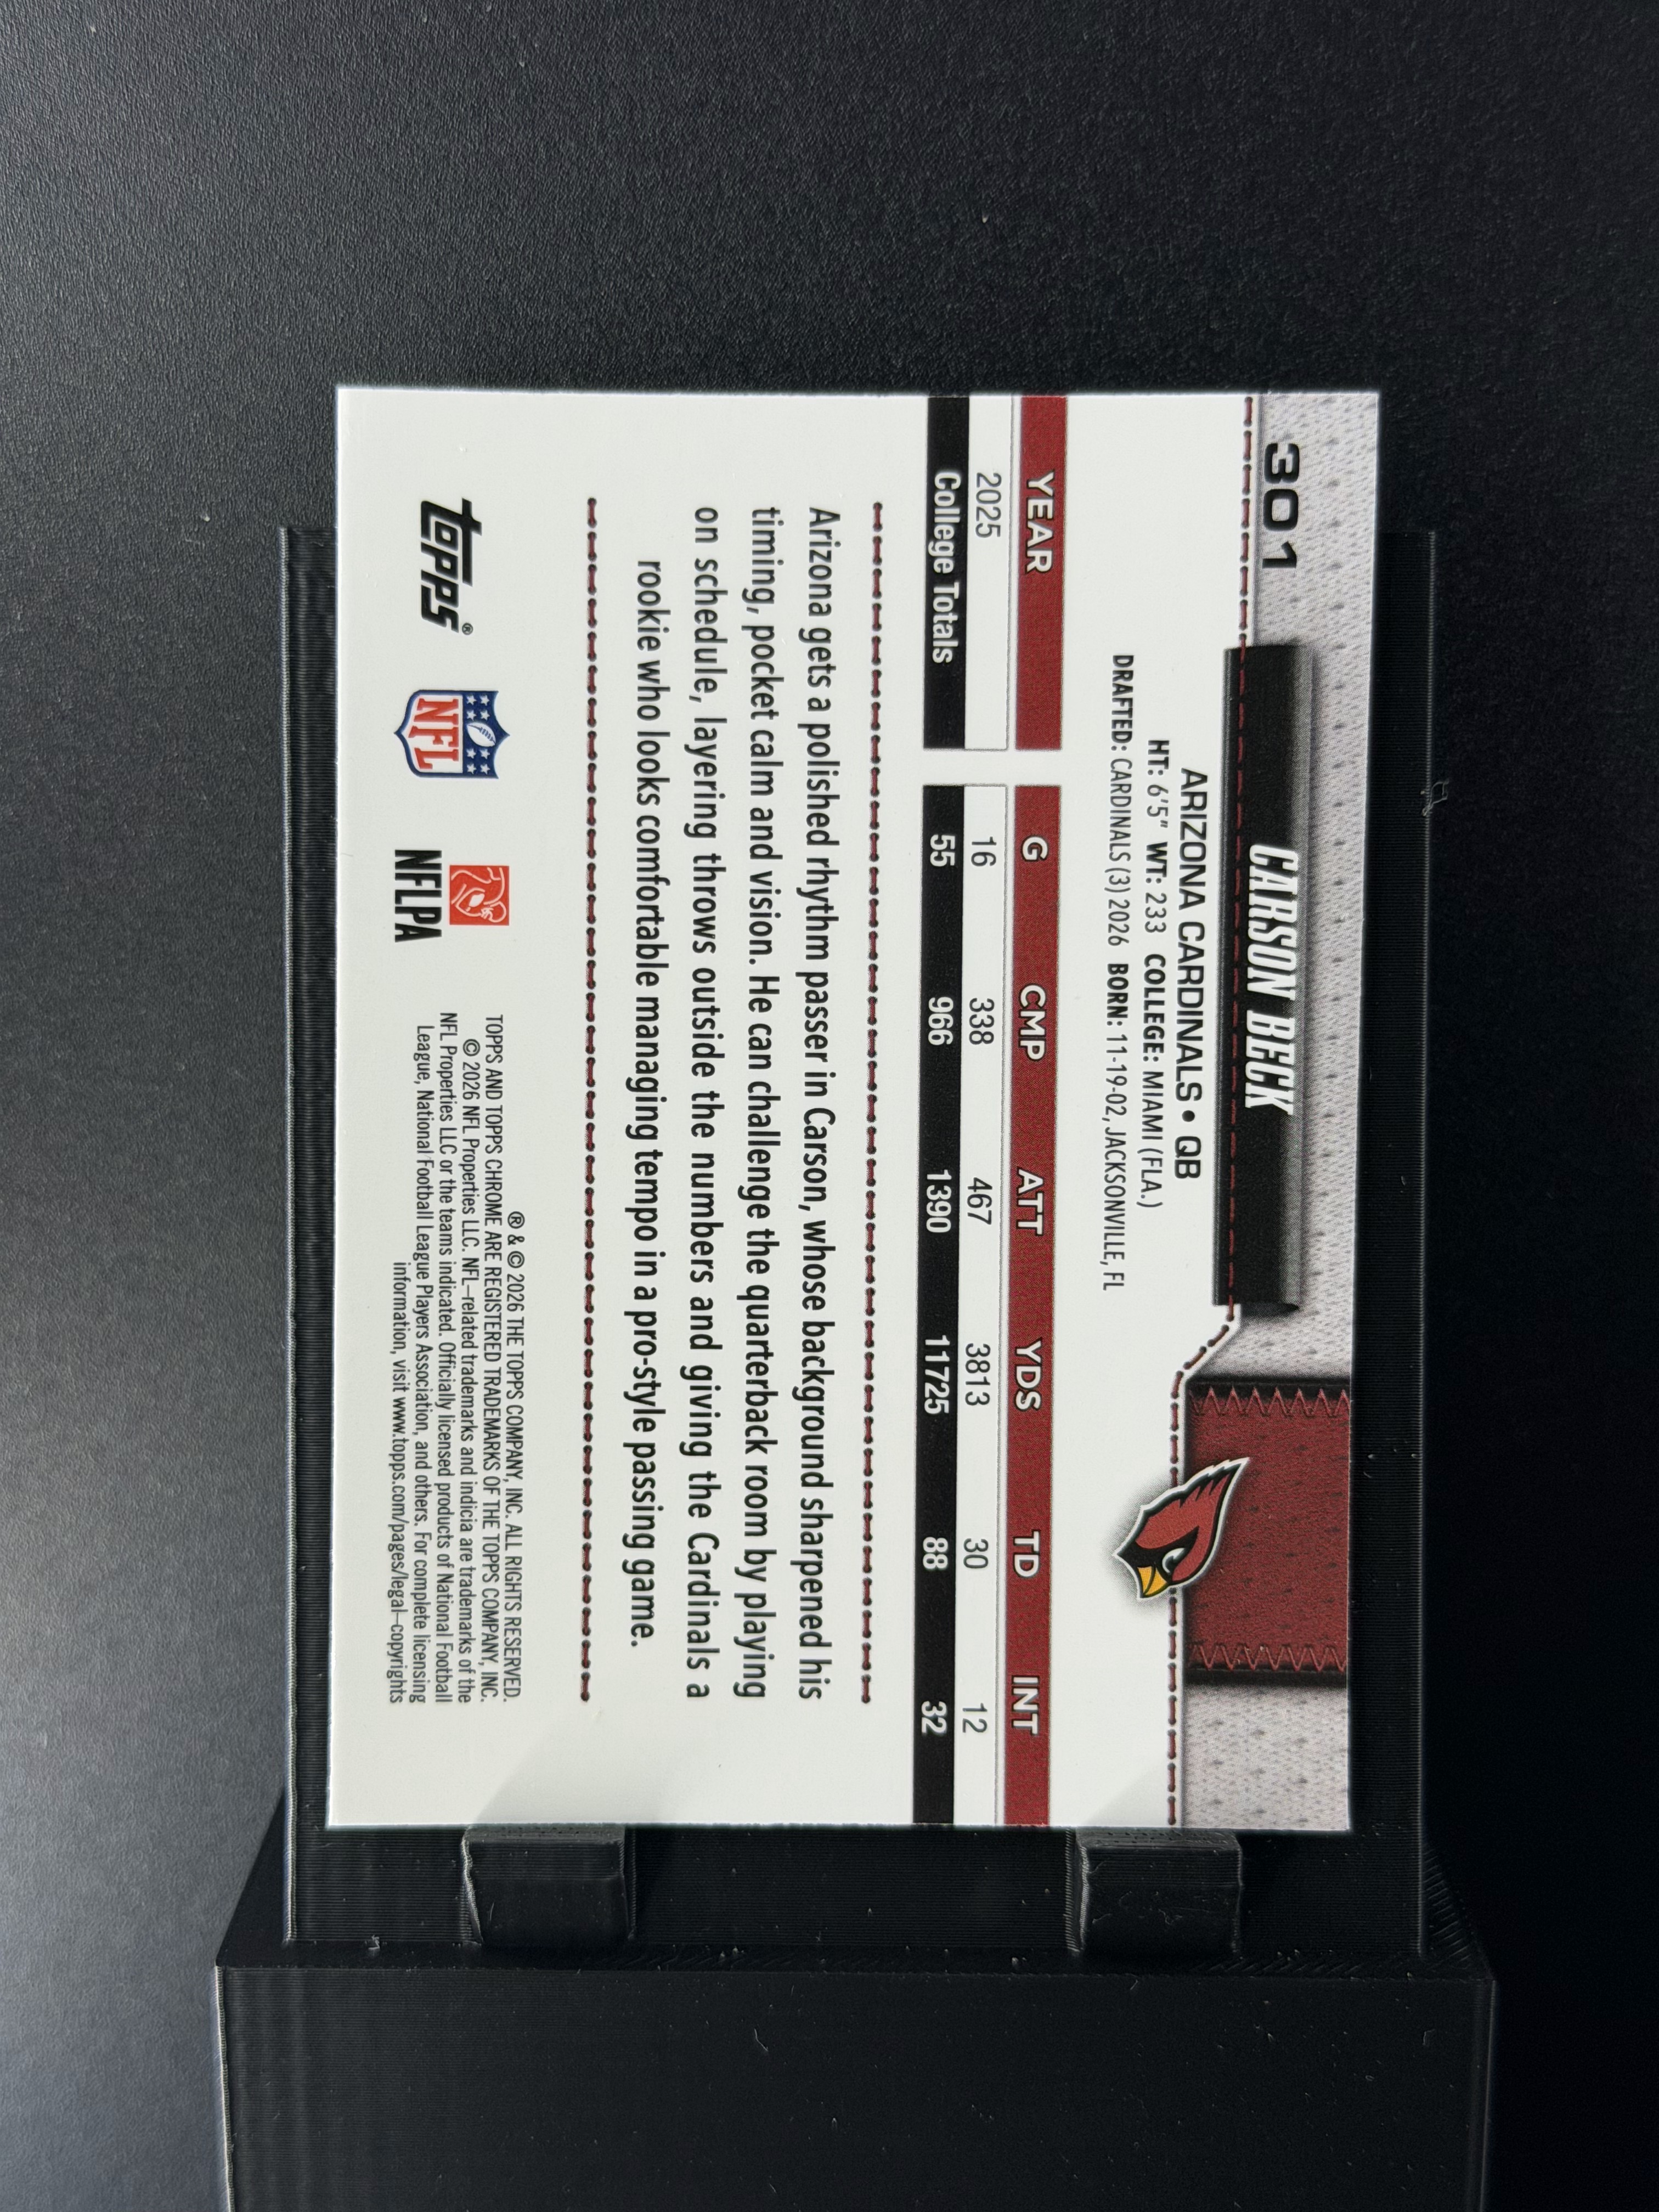 301
CARSON BECK
ARIZONA CARDINALS • QB
HT: 6'5" WT: 233 COLLEGE: MIAMI (FLA.)
DRAFTED: CARDINALS (3) 2026 BORN: 11-19-02, JACKSONVILLE, FL
YEAR G CMP ATT YDS TD INT
2025 16 338 467 3813 30 12
College Totals 55 966 1390 11725 88 32
Arizona gets a polished rhythm passer in Carson, whose background sharpened his
timing, pocket calm and vision. He can challenge the quarterback room by playing
on schedule, layering throws outside the numbers and giving the Cardinals a
rookie who looks comfortable managing tempo in a pro-style passing game.
topps®
NFL
NFLPA
® & © 2026 THE TOPPS COMPANY, INC. ALL RIGHTS RESERVED.
TOPPS AND TOPPS CHROME ARE REGISTERED TRADEMARKS OF THE TOPPS COMPANY, INC.
© 2026 NFL Properties LLC. NFL-related trademarks and indicia are trademarks of the
NFL Properties LLC or the teams indicated. Officially licensed products of National Football
League, National Football League Players Association, and others. For complete licensing
information, visit www.topps.com/pages/legal-copyrights